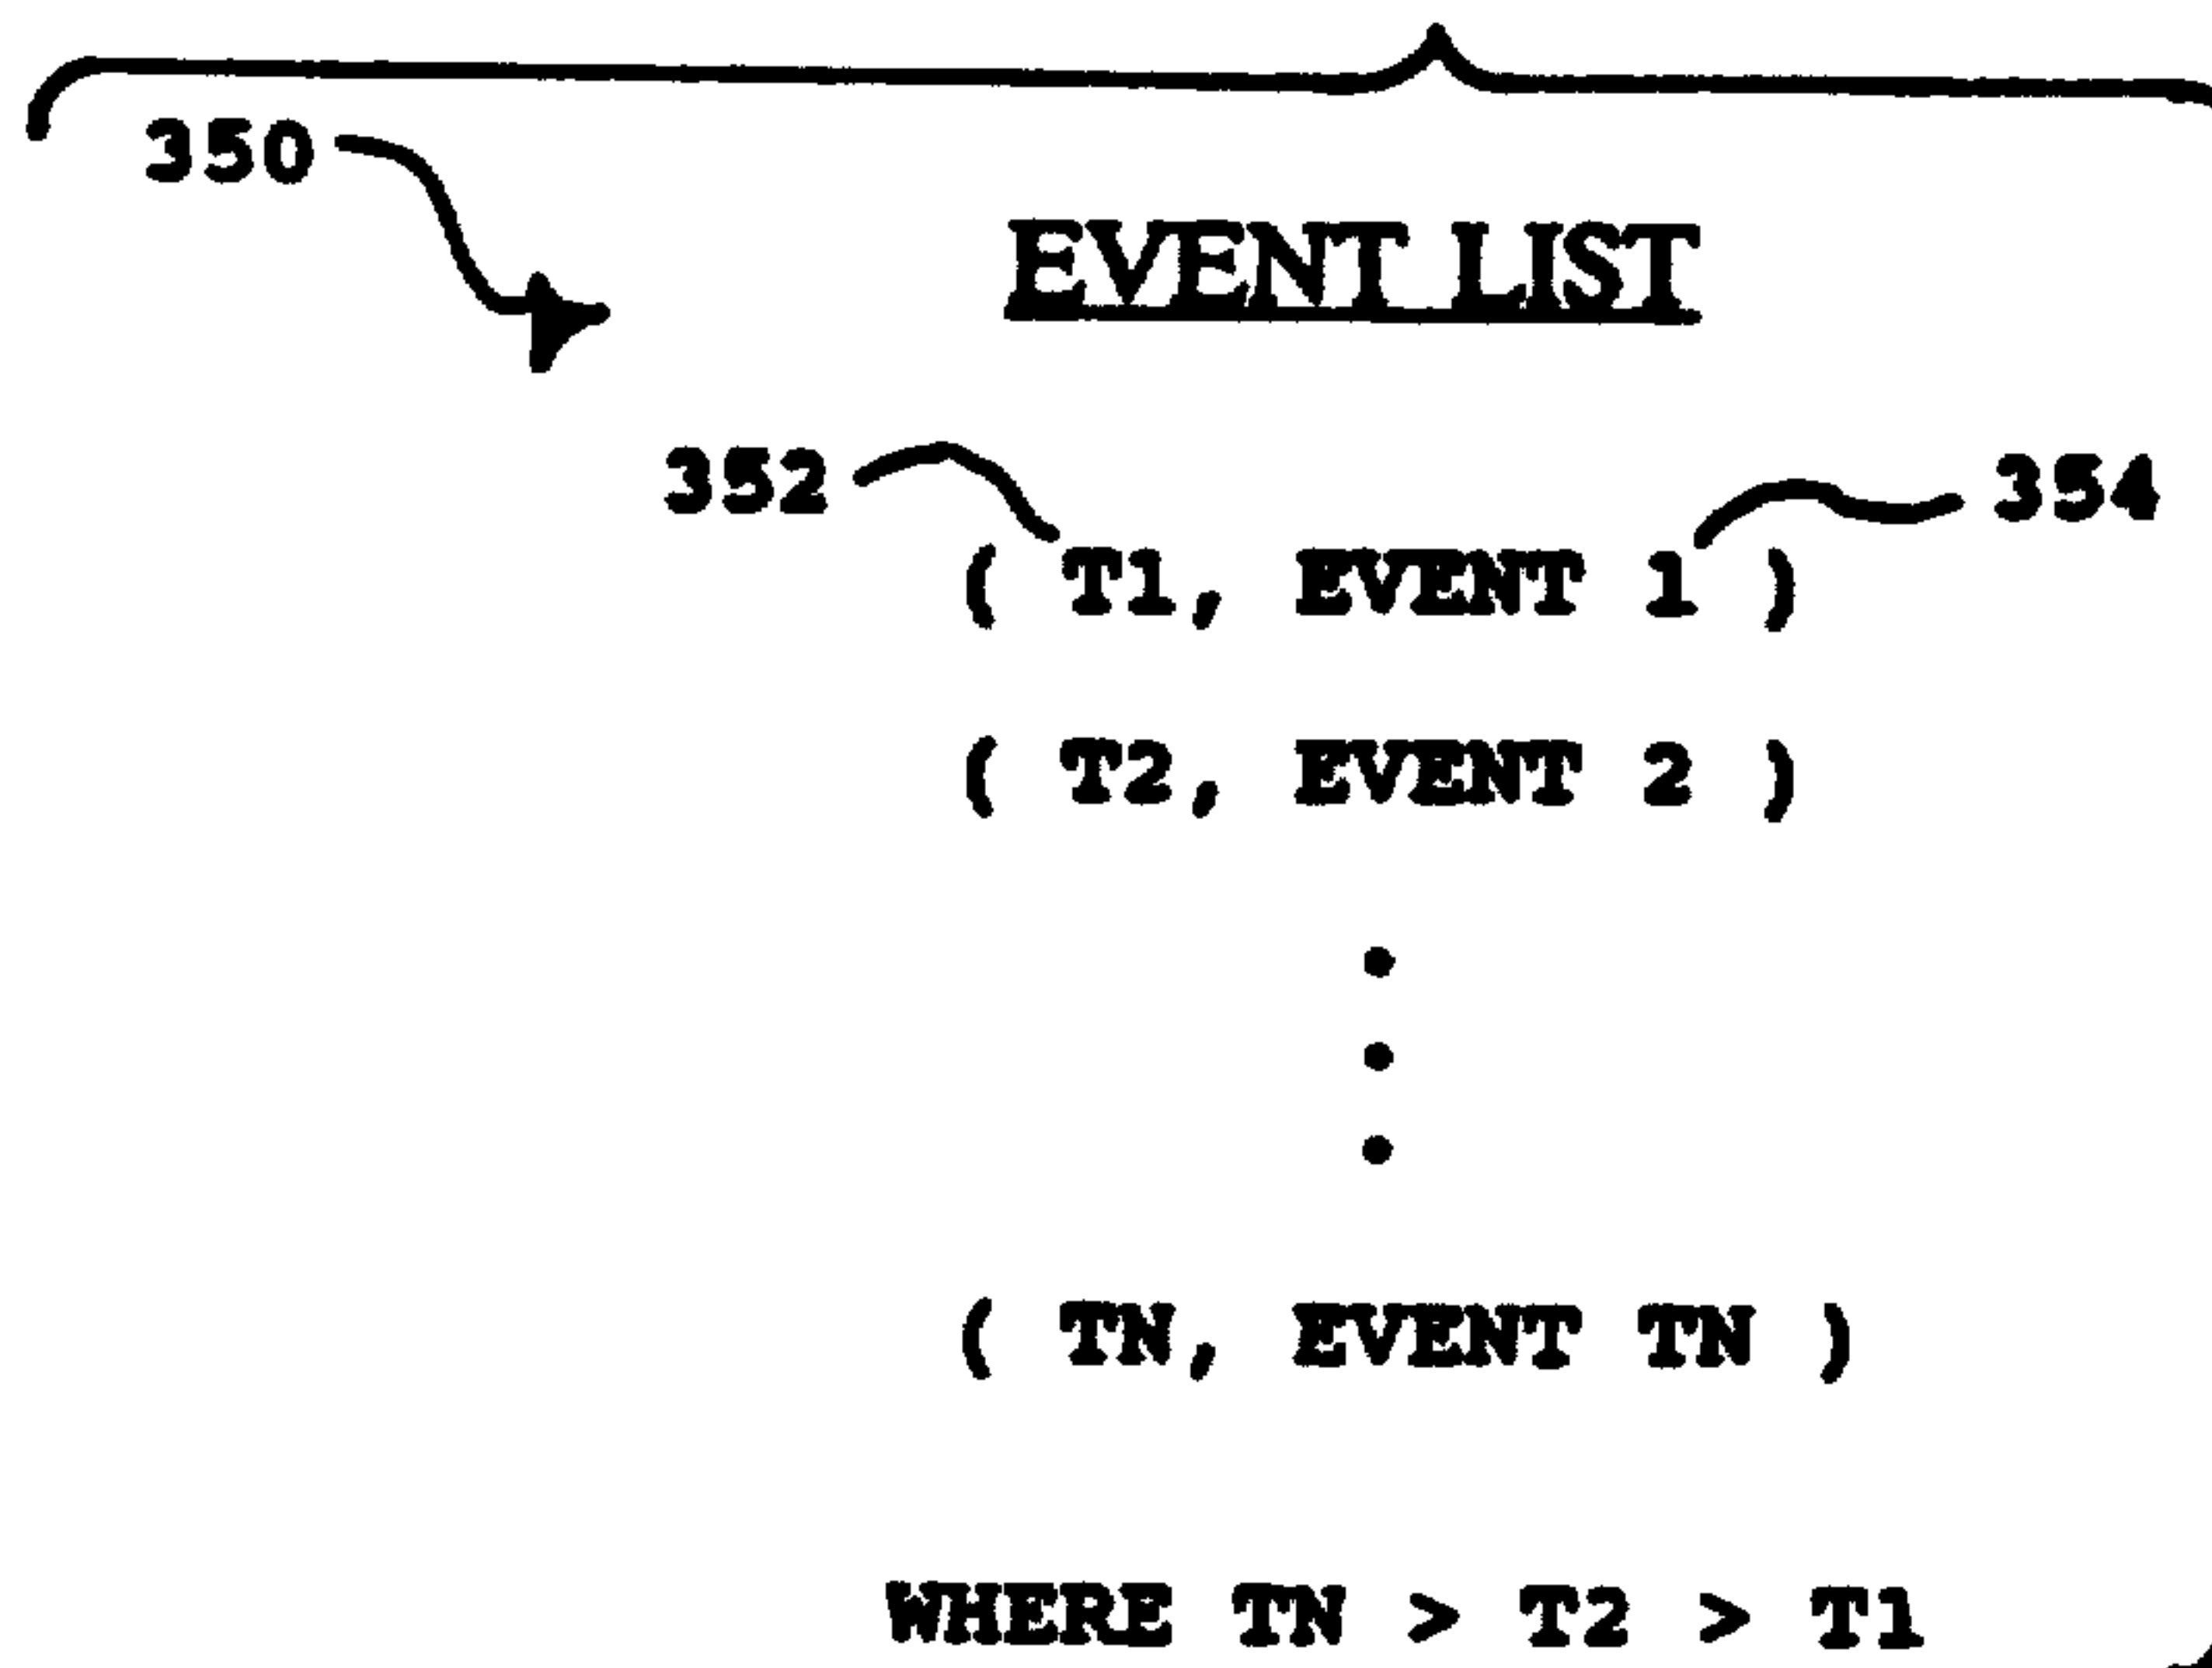 350
EVENT LIST
352 354
( T1, EVENT 1 )
( T2, EVENT 2 )
( TN, EVENT TN )
WHERE TN > T2 > T1